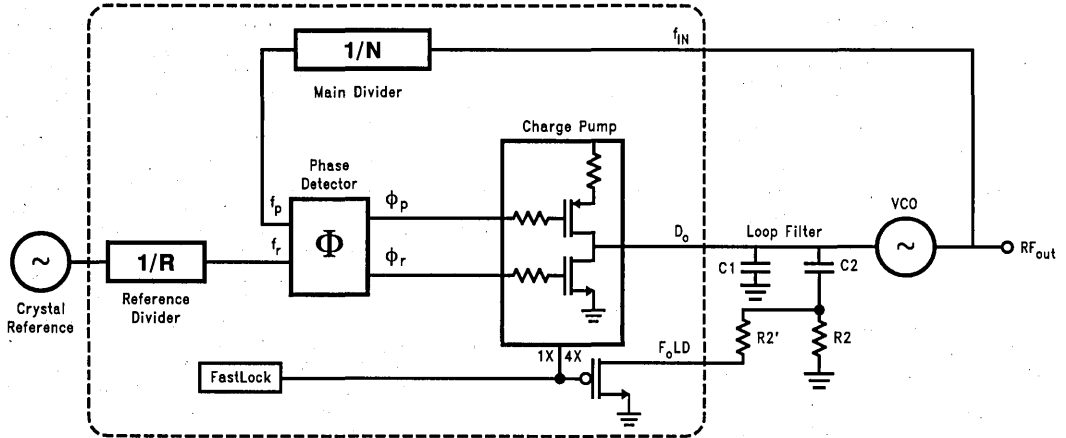 f_IN
1/N
Main Divider
Charge Pump
Phase
Detector
f_p
f_r
Φ
ϕ_p
ϕ_r
D_o
Loop Filter
VCO
RF_out
C1
C2
~
~
1/R
Crystal
Reference
Reference
Divider
1X
4X
F_oLD
R2'
R2
FastLock